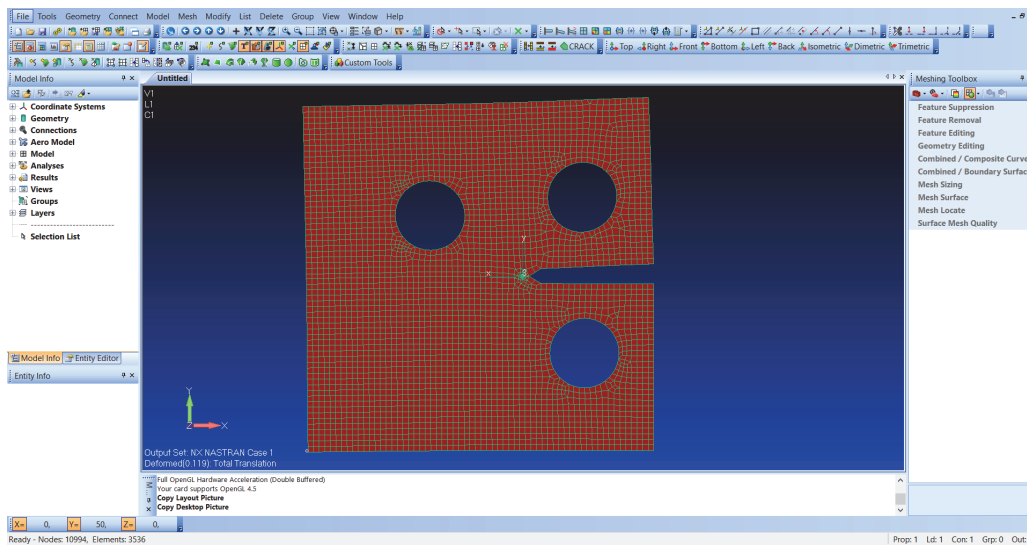 File Tools Geometry Connect Model Mesh Modify List Delete Group View Window Help
CRACK Top Right Front Bottom Left Back Isometric Dimetric Trimetric
Custom Tools
Model Info
Untitled
Meshing Toolbox
Coordinate Systems
Geometry
Connections
Aero Model
Model
Analyses
Results
Views
Groups
Layers
Selection List
V1
L1
C1
Feature Suppression
Feature Removal
Feature Editing
Geometry Editing
Combined / Composite Curve
Combined / Boundary Surfac
Mesh Sizing
Mesh Surface
Mesh Locate
Surface Mesh Quality
y
x
Model Info Entity Editor
Entity Info
Y
Z X
Output Set: NX NASTRAN Case 1
Deformed(0.119): Total Translation
Full OpenGL Hardware Acceleration (Double Buffered)
Your card supports OpenGL 4.5
Copy Layout Picture
Copy Desktop Picture
X= 0, Y= 50, Z= 0,
Ready - Nodes: 10994, Elements: 3536
Prop: 1 Ld: 1 Con: 1 Grp: 0 Out: